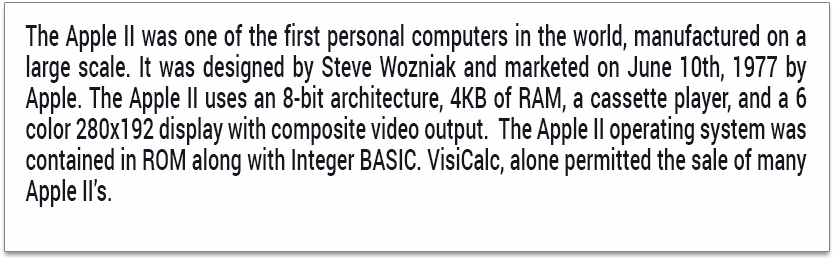 The Apple II was one of the first personal computers in the world, manufactured on a
large scale. It was designed by Steve Wozniak and marketed on June 10th, 1977 by
Apple. The Apple II uses an 8-bit architecture, 4KB of RAM, a cassette player, and a 6
color 280x192 display with composite video output.  The Apple II operating system was
contained in ROM along with Integer BASIC. VisiCalc, alone permitted the sale of many
Apple II's.